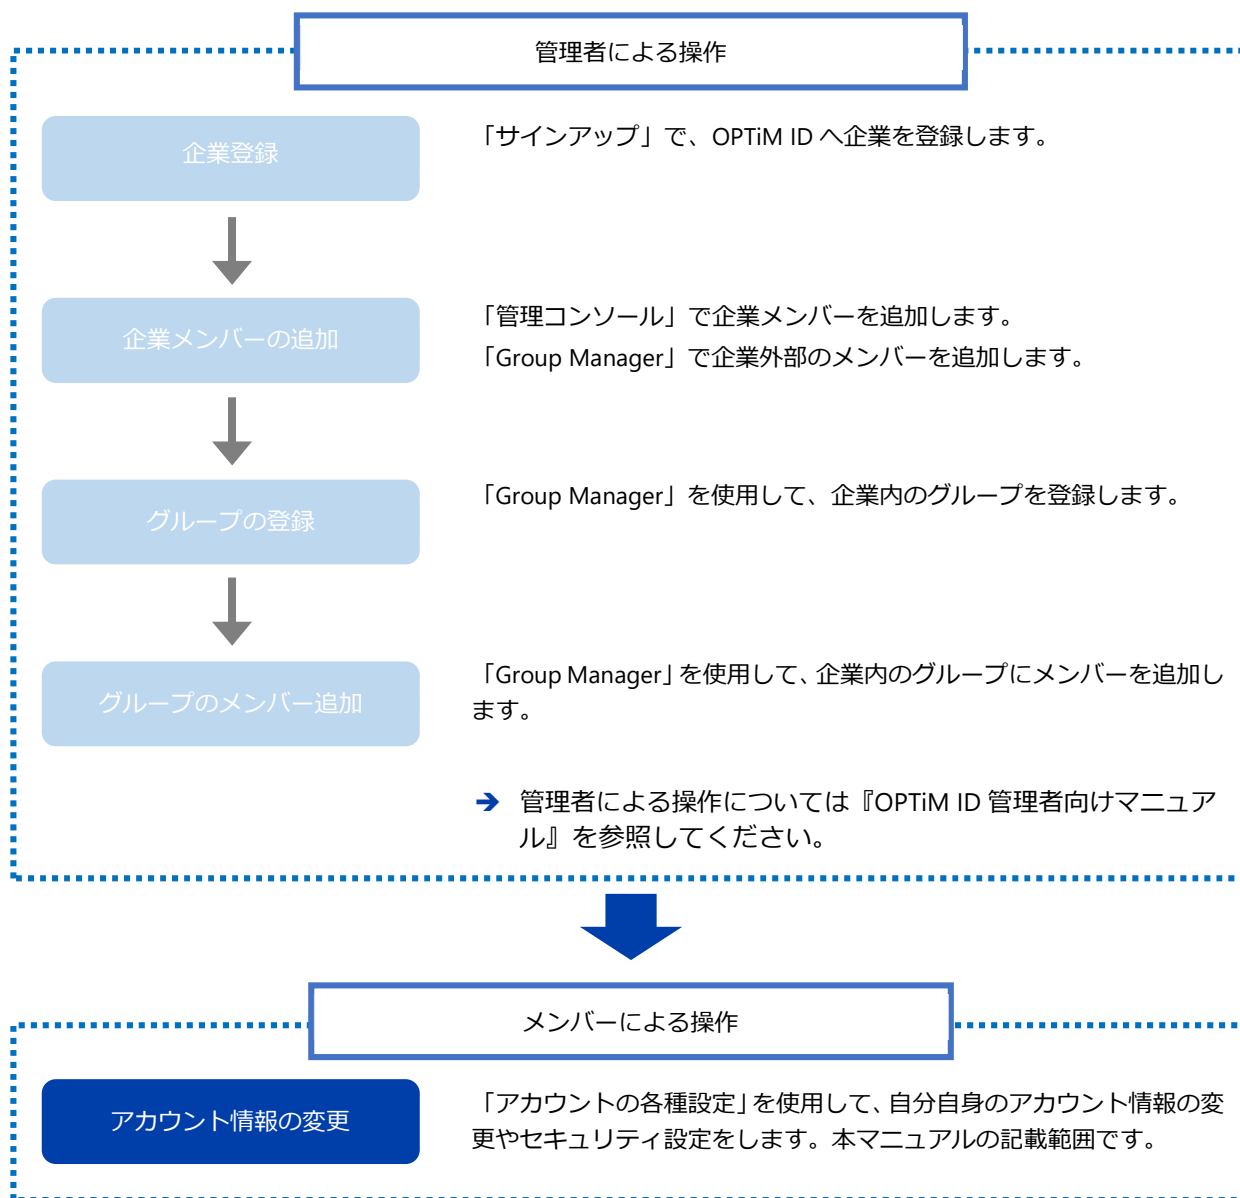 管理者による操作
企業登録
「サインアップ」で、OPTiM ID へ企業を登録します。
企業メンバーの追加
「管理コンソール」で企業メンバーを追加します。
「Group Manager」で企業外部のメンバーを追加します。
グループの登録
「Group Manager」を使用して、企業内のグループを登録します。
グループのメンバー追加
「Group Manager」を使用して、企業内のグループにメンバーを追加し
ます。
➔ 管理者による操作については『OPTiM ID 管理者向けマニュア
ル』を参照してください。
メンバーによる操作
アカウント情報の変更
「アカウントの各種設定」を使用して、自分自身のアカウント情報の変
更やセキュリティ設定をします。本マニュアルの記載範囲です。